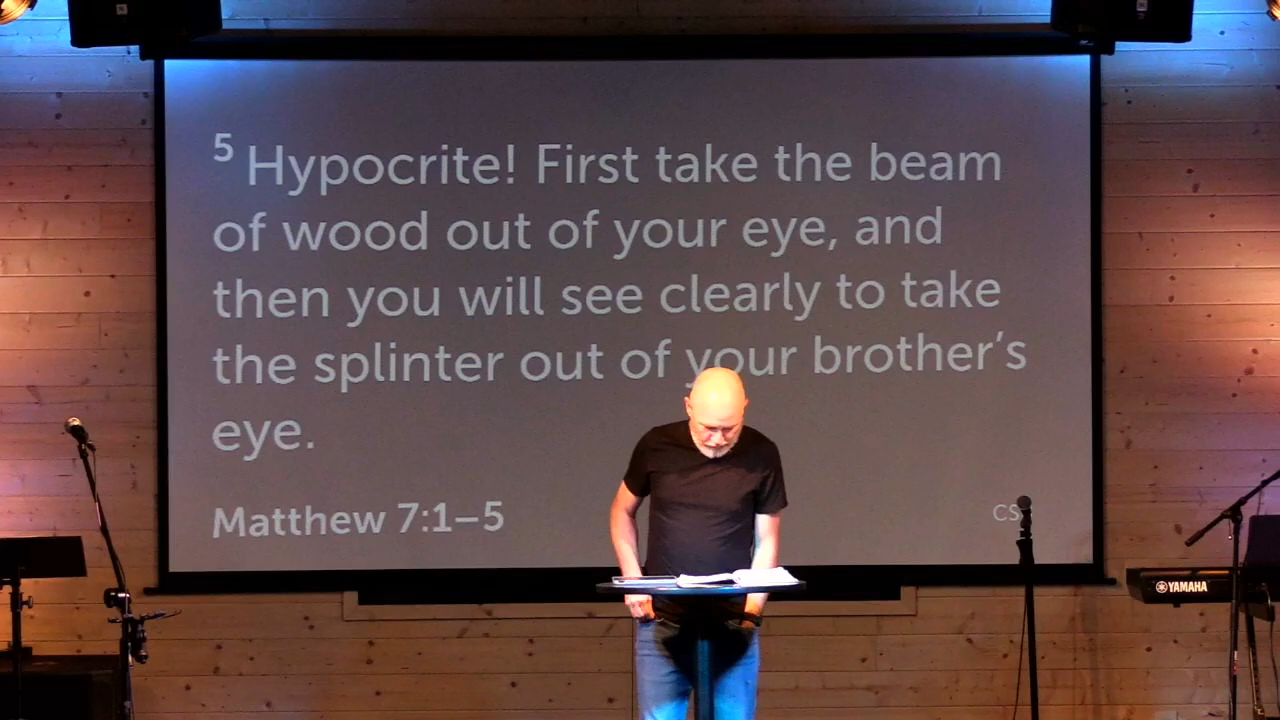 5 Hypocrite! First take the beam
of wood out of your eye, and
then you will see clearly to take
the splinter out of your brother's
eye.
Matthew 7:1–5
CS
YAMAHA